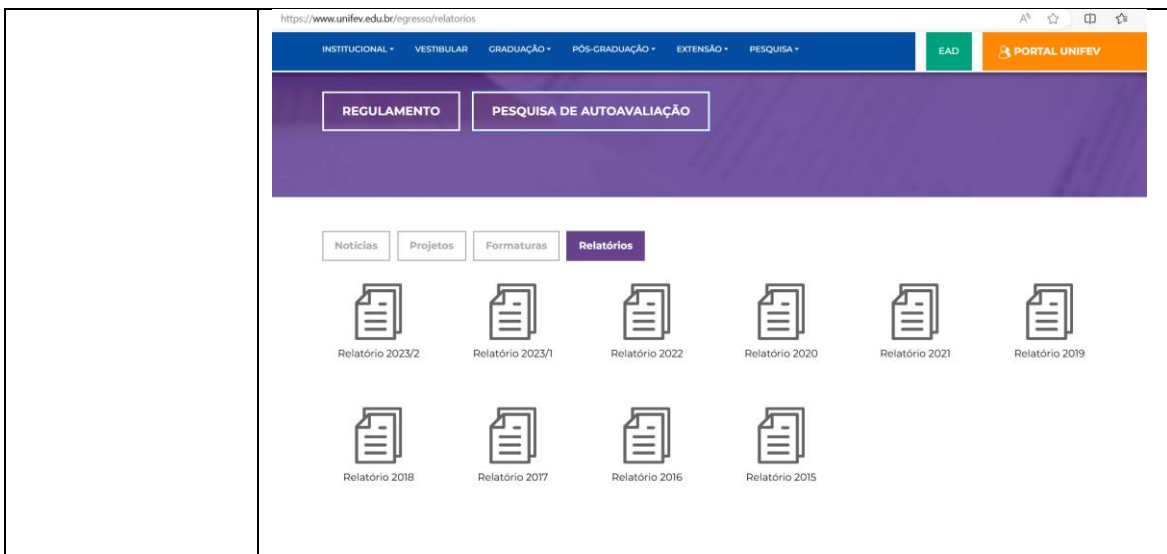 https://www.unifev.edu.br/egresso/relatorios
INSTITUCIONAL VESTIBULAR GRADUAÇÃO PÓS-GRADUAÇÃO EXTENSÃO PESQUISA EAD PORTAL UNIFEV
REGULAMENTO PESQUISA DE AUTOAVALIAÇÃO
Notícias Projetos Formaturas Relatórios
Relatório 2023/2 Relatório 2023/1 Relatório 2022 Relatório 2020 Relatório 2021 Relatório 2019
Relatório 2018 Relatório 2017 Relatório 2016 Relatório 2015